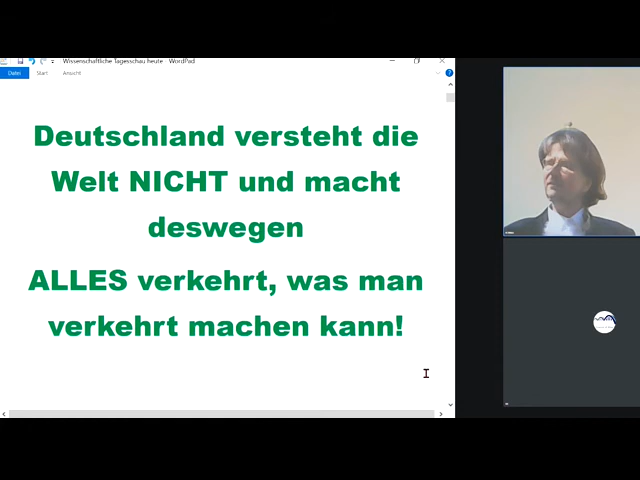 Wissenschaftliche Tagesschau heute - WordPad
Datei Start Ansicht
Deutschland versteht die
Welt NICHT und macht
deswegen
ALLES verkehrt, was man
verkehrt machen kann!